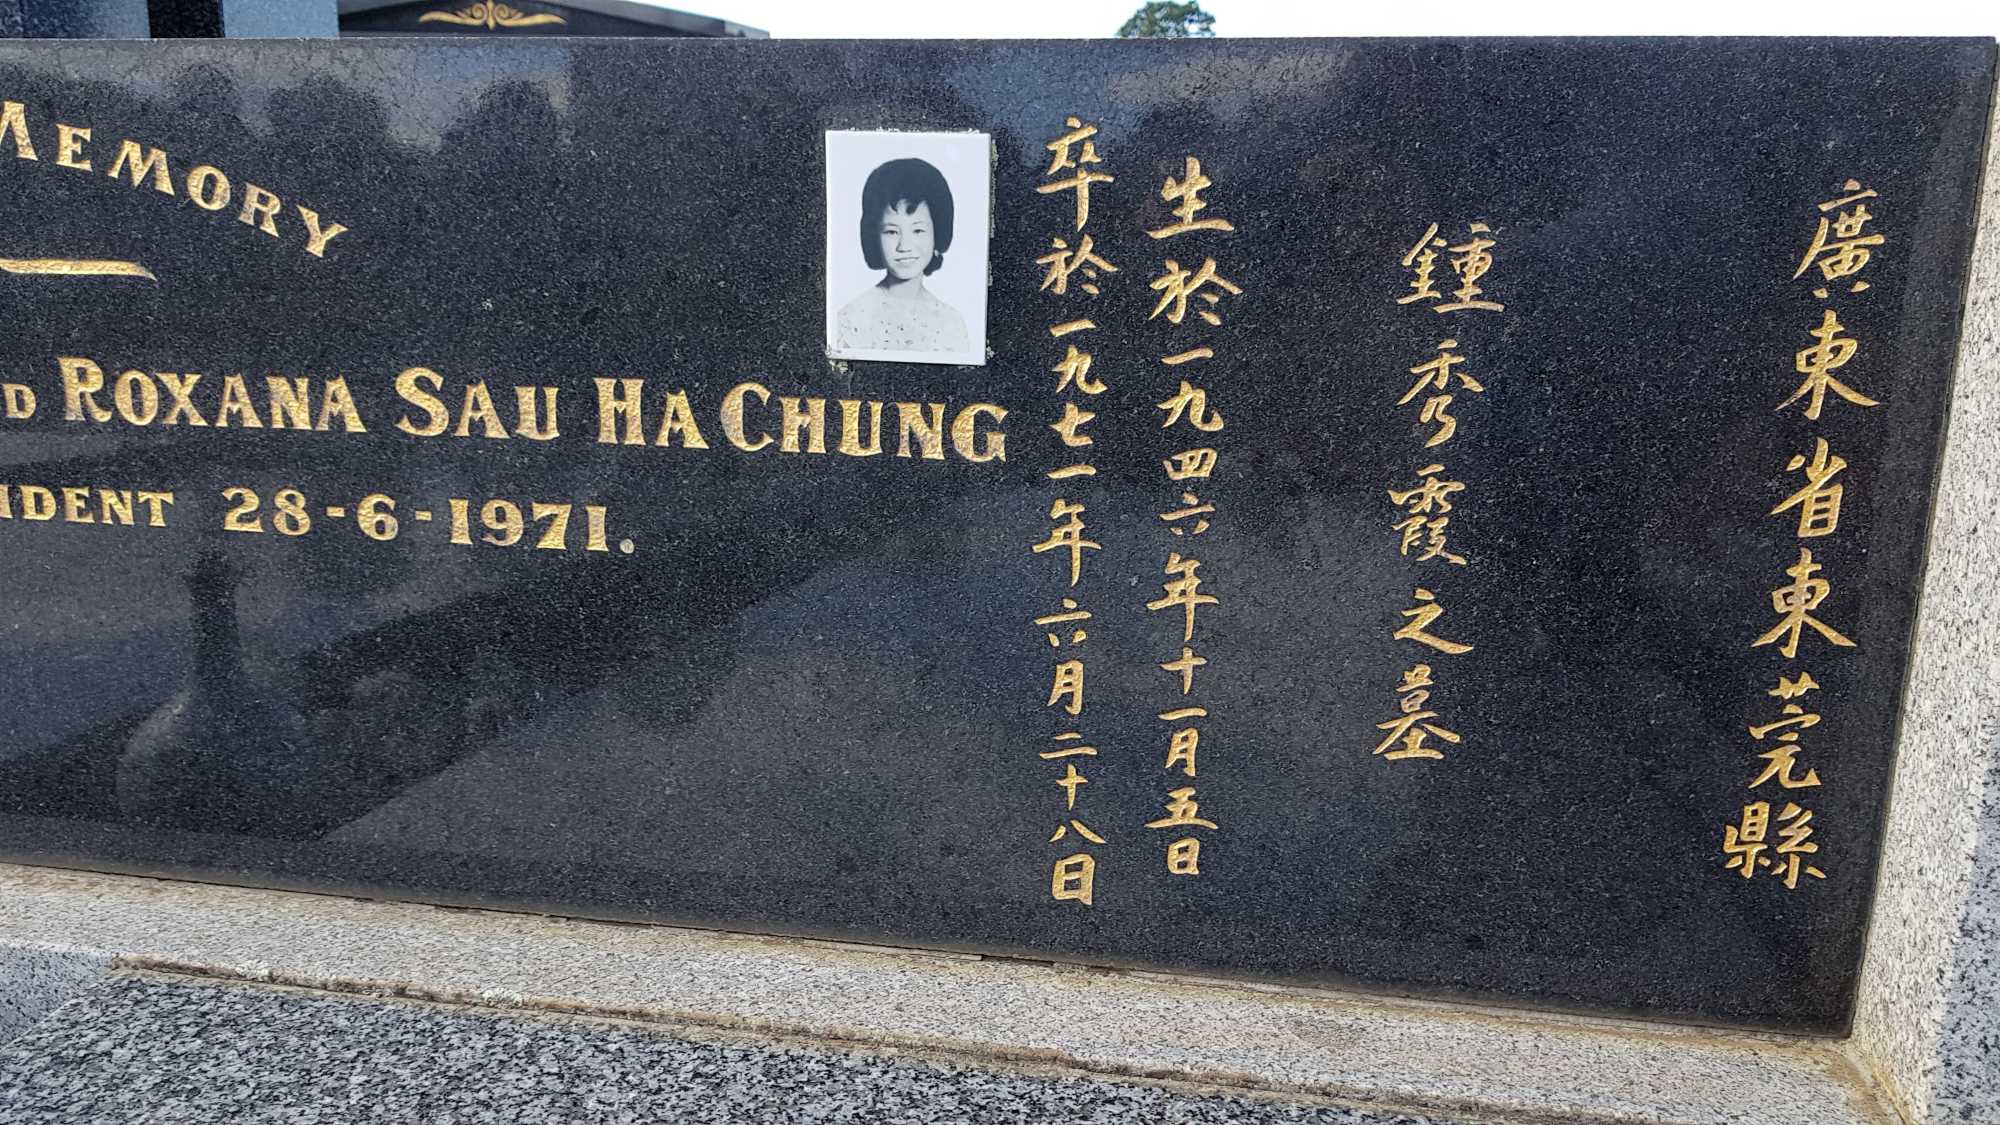 MEMORY
D ROXANA SAU HA CHUNG
IDENT 28-6-1971.
廣東省東莞縣
鍾秀霞之墓
生於一九四六年十一月五日
卒於一九七一年六月二十八日